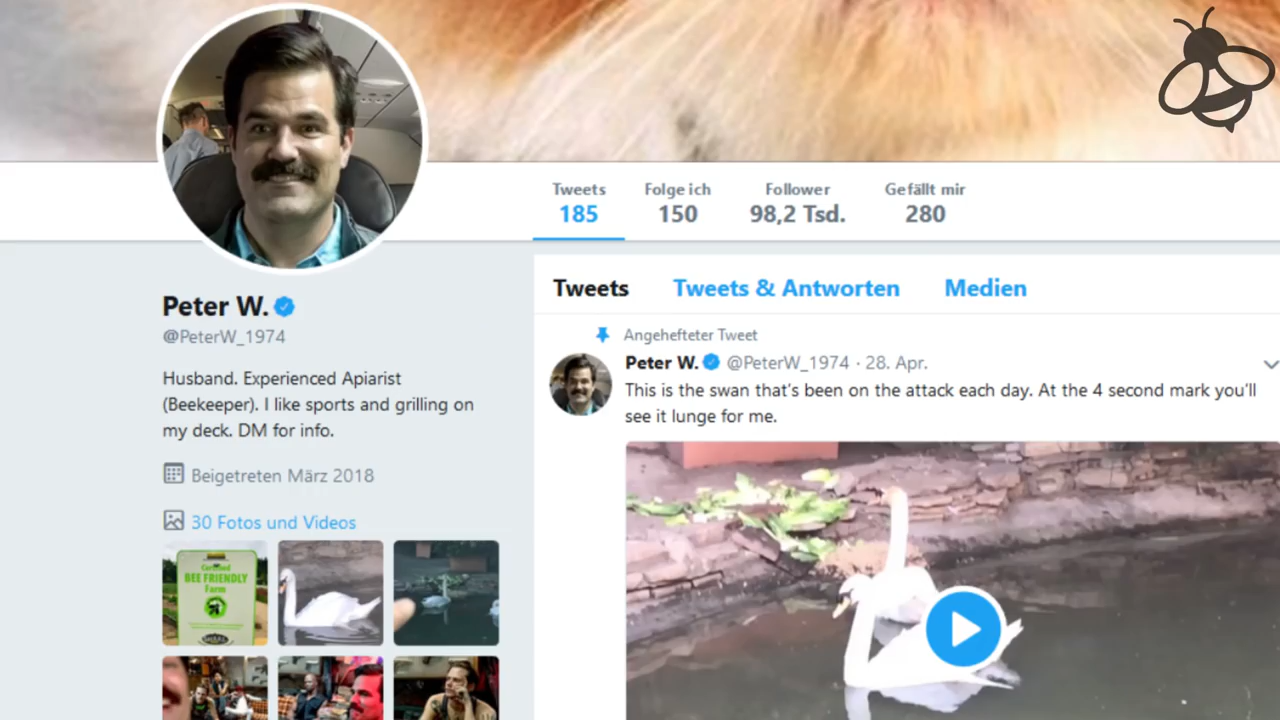 Tweets
185
Folge ich
150
Follower
98,2 Tsd.
Gefällt mir
280
Peter W.
@PeterW_1974
Husband. Experienced Apiarist
(Beekeeper). I like sports and grilling on
my deck. DM for info.
Beigetreten März 2018
30 Fotos und Videos
Certified
BEE FRIENDLY
Farm
Tweets
Tweets & Antworten
Medien
Angehefteter Tweet
Peter W. @PeterW_1974 · 28. Apr.
This is the swan that's been on the attack each day. At the 4 second mark you'll
see it lunge for me.